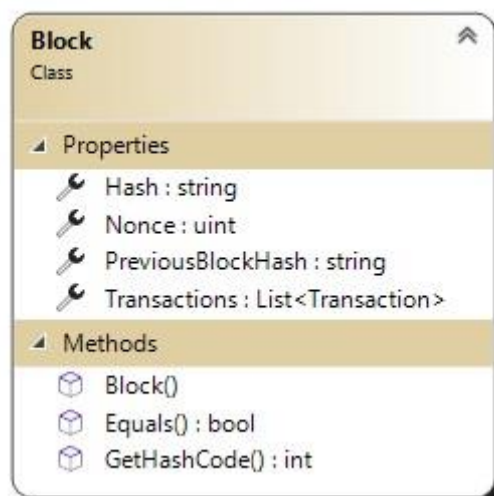 Block
Class
Properties
Hash : string
Nonce : uint
PreviousBlockHash : string
Transactions : List<Transaction>
Methods
Block()
Equals() : bool
GetHashCode() : int